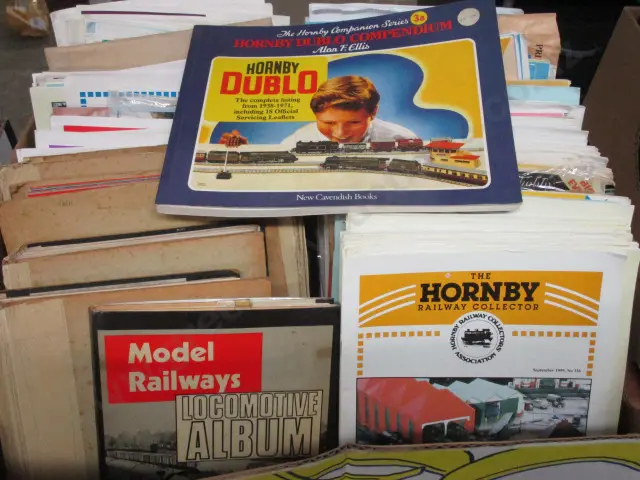 The Hornby Companion Series 3a
HORNBY DUBLO COMPENDIUM
Alan F. Ellis
HORNBY
DUBLO
The complete listing
from 1938-1971,
including 18 Official
Servicing Leaflets
New Cavendish Books
THE
HORNBY
RAILWAY COLLECTOR
HORNBY RAILWAY COLLECTORS'
ASSOCIATION
Model
Railways
LOCOMOTIVE
ALBUM